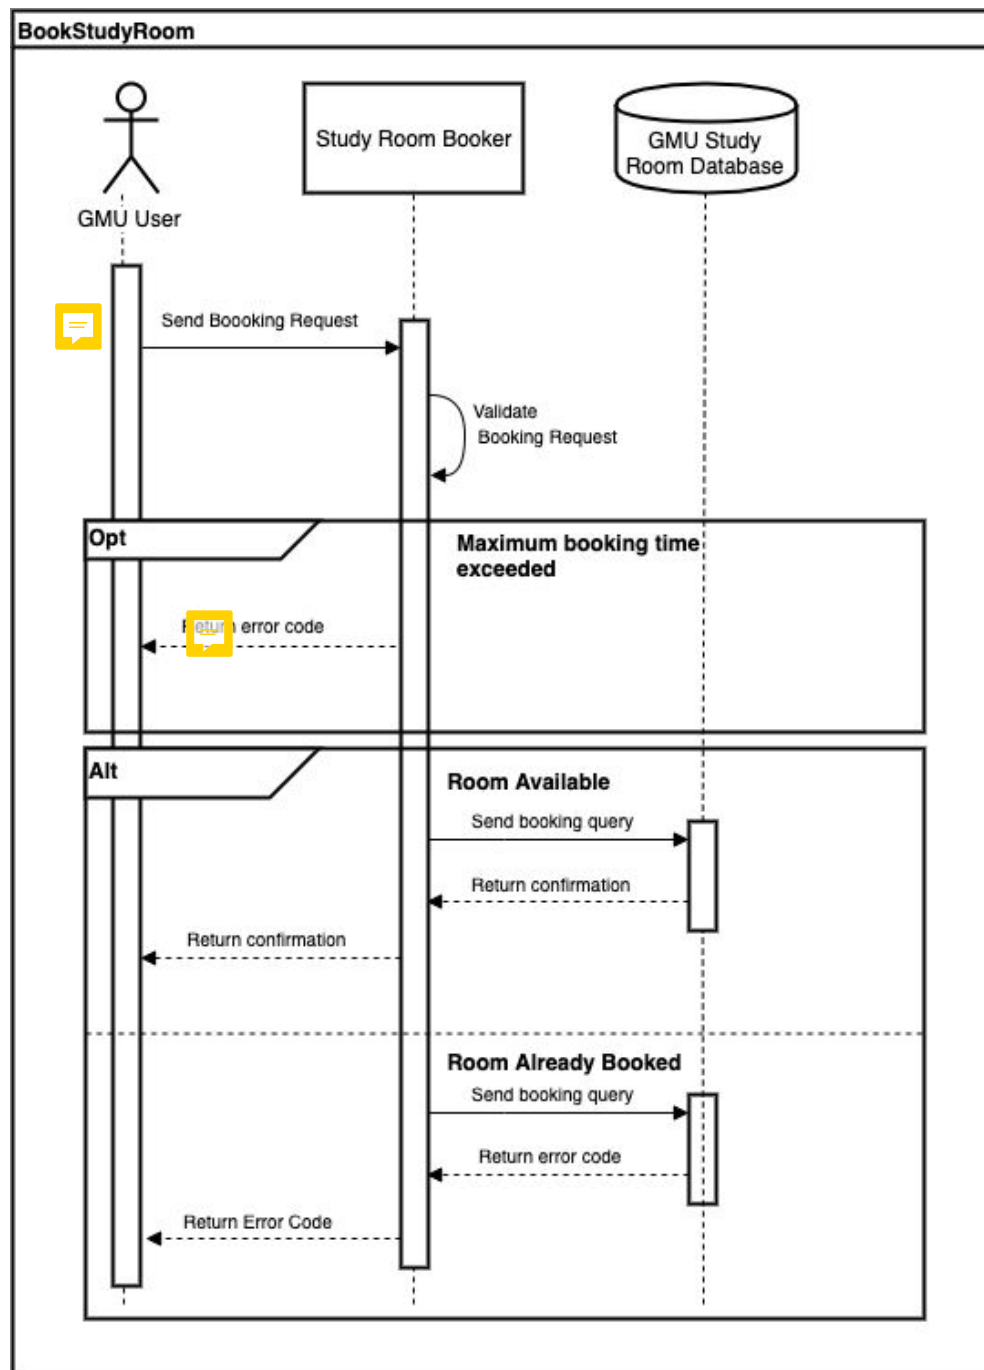 BookStudyRoom
GMU User
Study Room Booker
GMU Study
Room Database
Send Boooking Request
Validate
Booking Request
Opt
Maximum booking time
exceeded
Return error code
Alt
Room Available
Send booking query
Return confirmation
Return confirmation
Room Already Booked
Send booking query
Return error code
Return Error Code